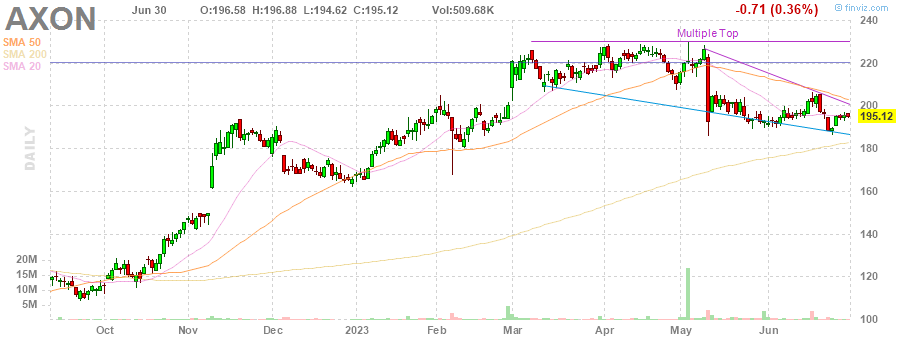 AXON
Jun 30 O:196.58 H:196.88 L:194.62 C:195.12 Vol:509.68K
-0.71 (0.36%)
finviz.com
SMA 50
SMA 200
SMA 20
Multiple Top
DAILY
240
220
200
195.12
180
160
140
120
100
20M
15M
10M
5M
Oct Nov Dec 2023 Feb Mar Apr May Jun